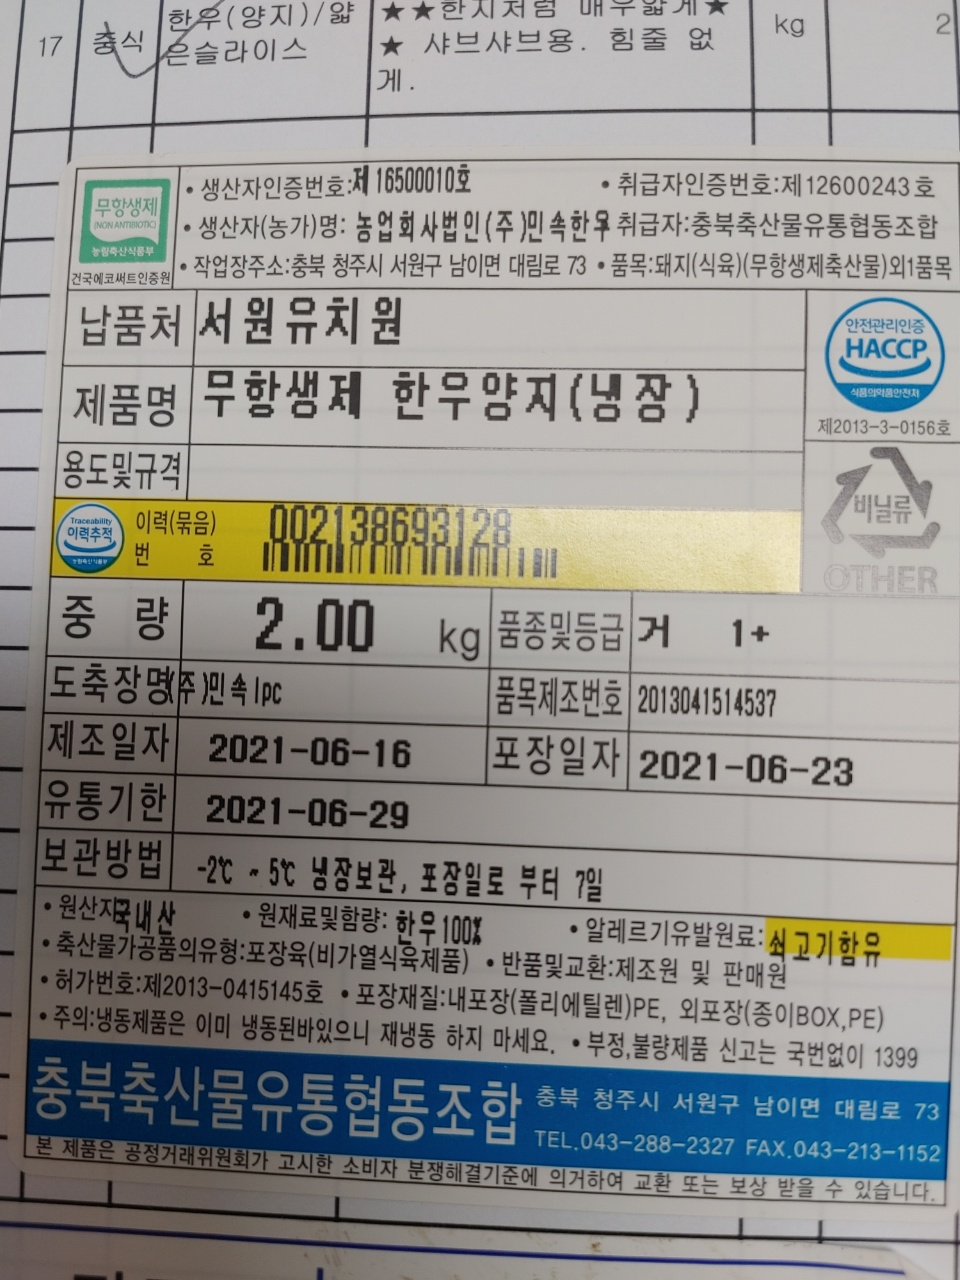 17 중식 한우(양지)/얇은슬라이스 ★★한지처럼 매우얇게★★ 샤브샤브용. 힘줄 없게. kg 2
무항생제
(NON ANTIBIOTIC)
농림축산식품부
건국에코써트인증원
• 생산자인증번호:제16500010호 • 취급자인증번호:제12600243호
• 생산자(농가)명: 농업회사법인(주)민속한우 취급자:충북축산물유통협동조합
• 작업장주소:충북 청주시 서원구 남이면 대림로 73 • 품목:돼지(식육)(무항생제축산물)외1품목
납품처 서원유치원
제품명 무항생제 한우양지(냉장)
용도및규격
안전관리인증
HACCP
식품의약품안전처
제2013-3-0156호
비닐류
OTHER
Traceability
이력추적
농림축산식품부
이력(묶음)번호 002138693128
중량 2.00 kg 품종및등급 거 1+
도축장명 (주)민속lpc 품목제조번호 2013041514537
제조일자 2021-06-16 포장일자 2021-06-23
유통기한 2021-06-29
보관방법 -2℃ ~ 5℃ 냉장보관, 포장일로 부터 7일
• 원산지국내산 • 원재료및함량: 한우100% • 알레르기유발원료: 쇠고기함유
• 축산물가공품의유형:포장육(비가열식육제품) • 반품및교환:제조원 및 판매원
• 허가번호:제2013-0415145호 • 포장재질:내포장(폴리에틸렌)PE, 외포장(종이BOX,PE)
• 주의:냉동제품은 이미 냉동된바있으니 재냉동 하지 마세요. • 부정,불량제품 신고는 국번없이 1399
충북축산물유통협동조합 충북 청주시 서원구 남이면 대림로 73
TEL.043-288-2327 FAX.043-213-1152
본 제품은 공정거래위원회가 고시한 소비자 분쟁해결기준에 의거하여 교환 또는 보상 받을 수 있습니다.